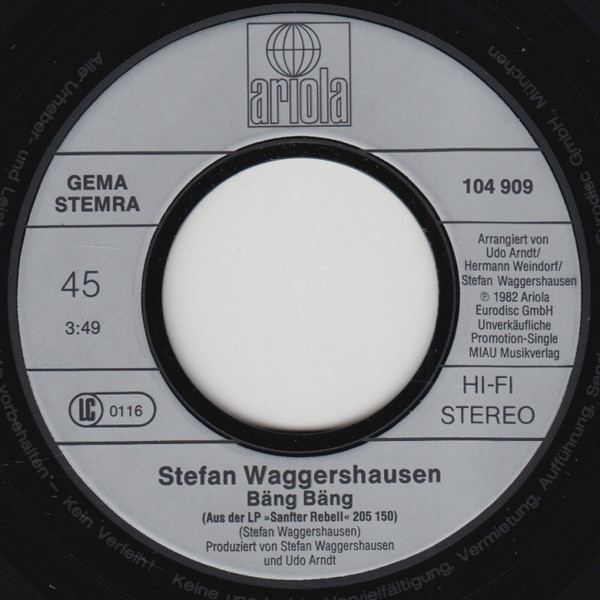 ariola
GEMA
STEMRA
104 909
45
3:49
Arrangiert von
Udo Arndt/
Hermann Weindorf/
Stefan Waggershausen
℗ 1982 Ariola
Eurodisc GmbH
Unverkäufliche
Promotion-Single
MIAU Musikverlag
LC 0116
HI-FI
STEREO
Stefan Waggershausen
Bäng Bäng
(Aus der LP »Sanfter Rebell« 205 150)
(Stefan Waggershausen)
Produziert von Stefan Waggershausen
und Udo Arndt
Alle Urheber- und Leist
vorbehalten - Kein Verleih! Keine Vervielfältigung, Vermietung, Aufführung, Send
Eurodisc GmbH, München